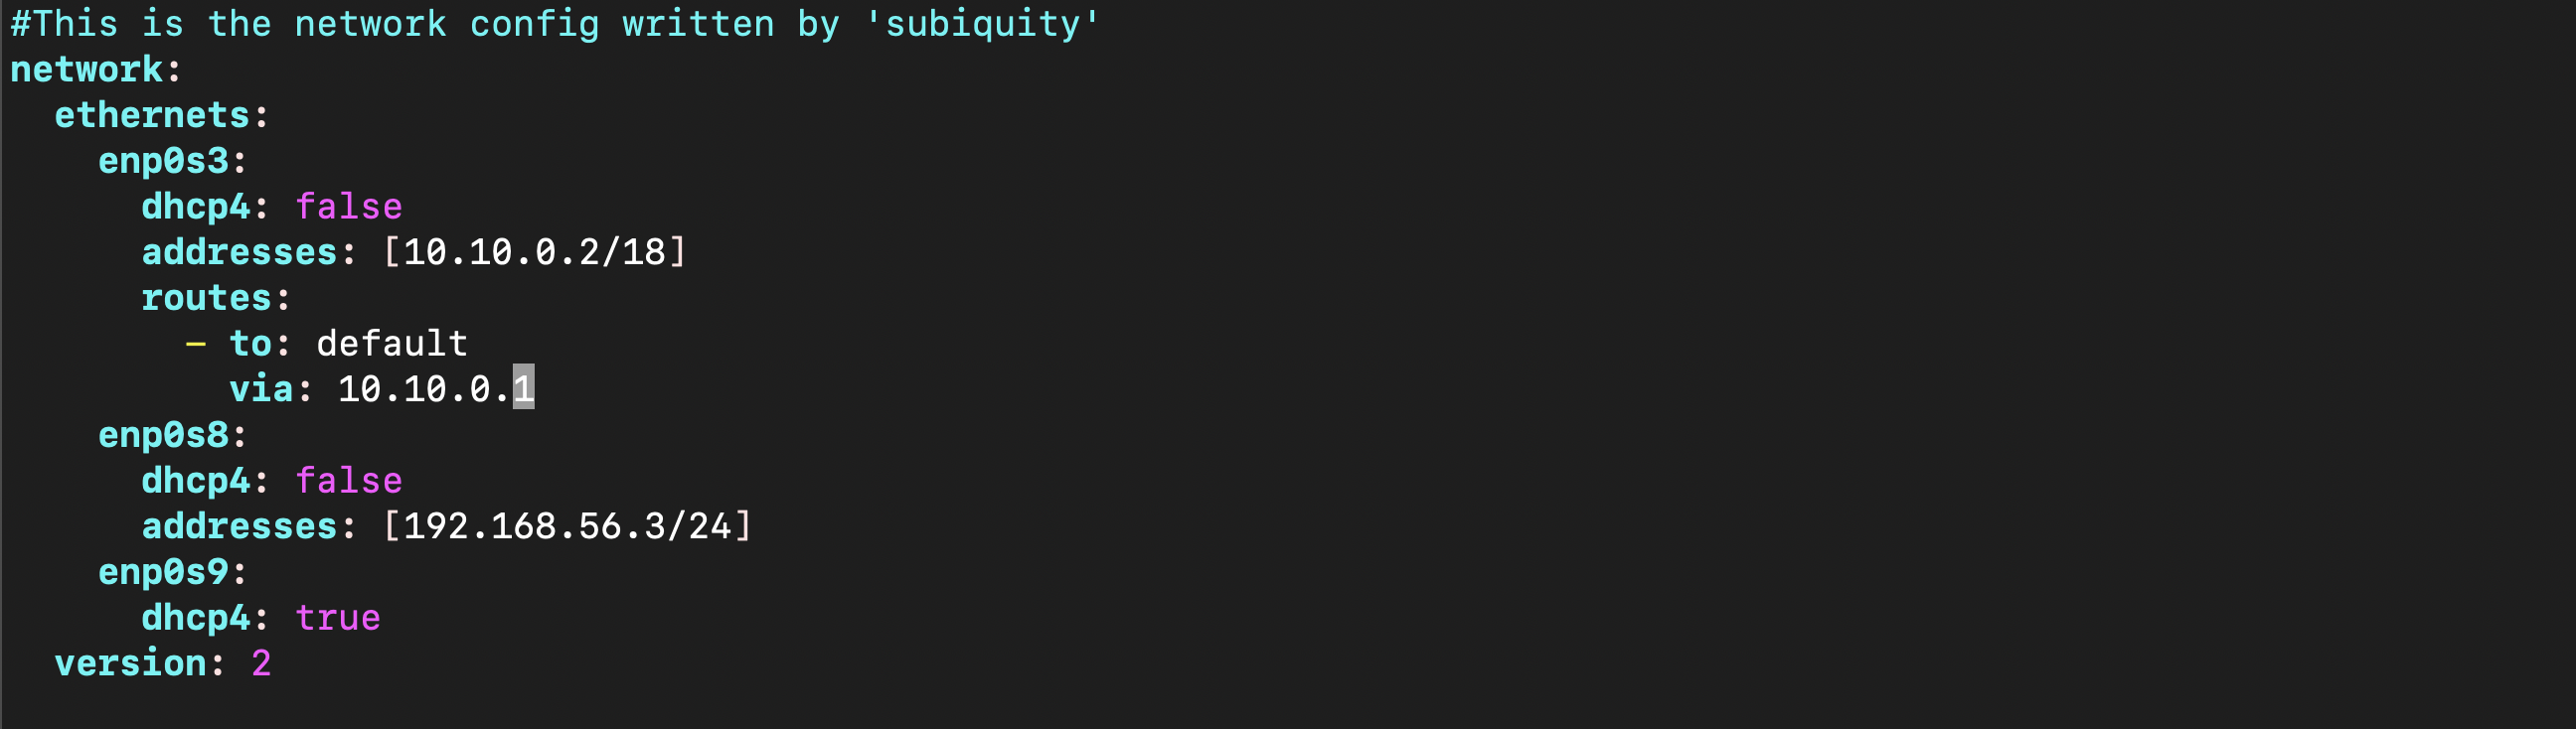 #This is the network config written by 'subiquity'
network:
  ethernets:
    enp0s3:
      dhcp4: false
      addresses: [10.10.0.2/18]
      routes:
        - to: default
          via: 10.10.0.1
    enp0s8:
      dhcp4: false
      addresses: [192.168.56.3/24]
    enp0s9:
      dhcp4: true
  version: 2